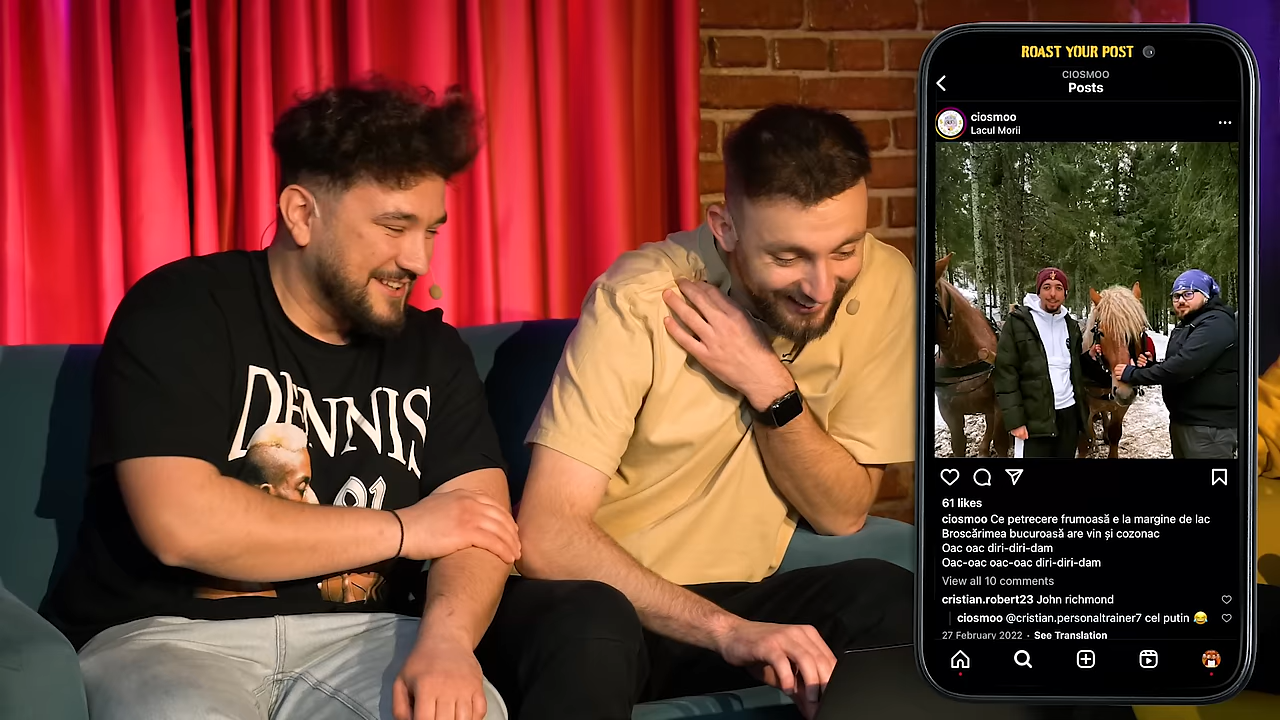 DENNIS
91
ROAST YOUR POST
CIOSMOO
Posts
ciosmoo
Lacul Morii
61 likes
ciosmoo Ce petrecere frumoasă e la margine de lac
Broscărimea bucuroasă are vin și cozonac
Oac oac diri-diri-dam
Oac-oac oac-oac diri-diri-dam
View all 10 comments
cristian.robert23 John richmond
ciosmoo @cristian.personaltrainer7 cel putin 😂
27 February 2022 · See Translation